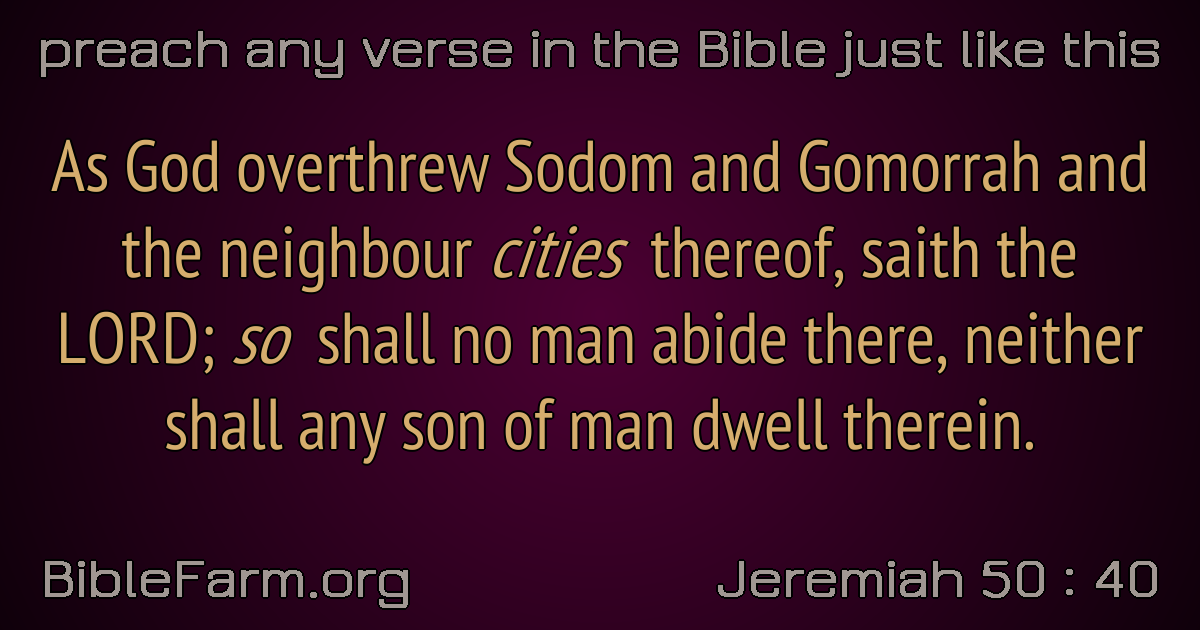 preach any verse in the Bible just like this
As God overthrew Sodom and Gomorrah and
the neighbour cities thereof, saith the
LORD; so shall no man abide there, neither
shall any son of man dwell therein.
BibleFarm.org
Jeremiah 50 : 40